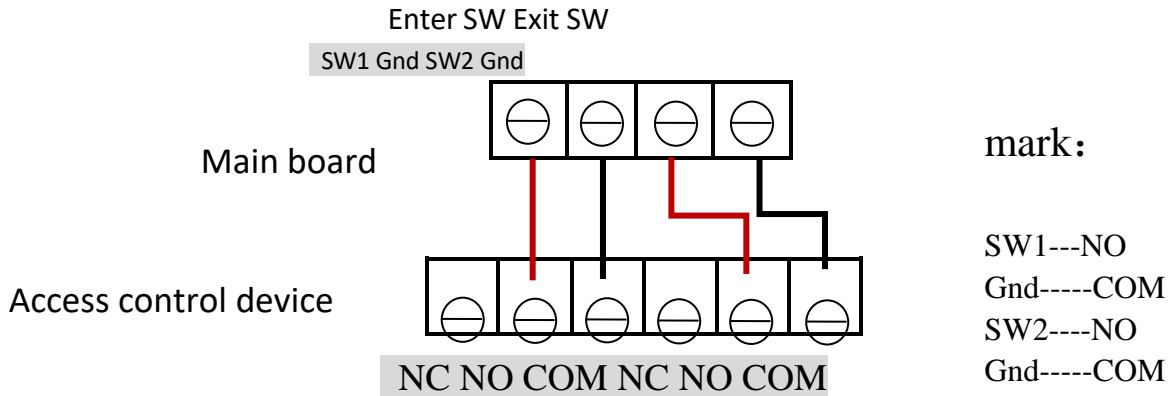 Enter SW Exit SW
SW1 Gnd SW2 Gnd
Main board
Access control device
NC NO COM NC NO COM
mark：
SW1---NO
Gnd-----COM
SW2----NO
Gnd-----COM